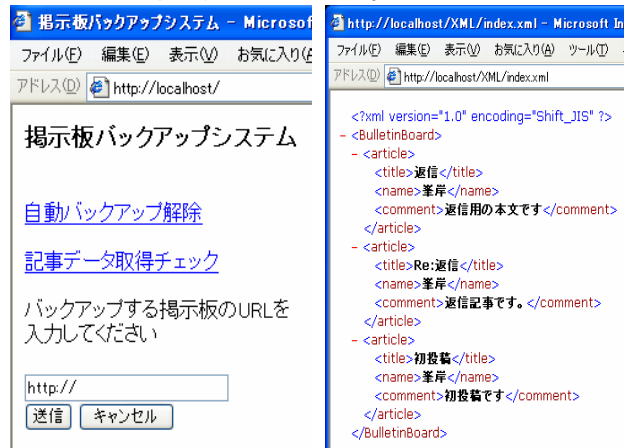 掲示板バックアップシステム - Microsof
ファイル(F) 編集(E) 表示(V) お気に入り(A
アドレス(D) http://localhost/
掲示板バックアップシステム
自動バックアップ解除
記事データ取得チェック
バックアップする掲示板のURLを
入力してください
http://
送信 キャンセル
http://localhost/XML/index.xml - Microsoft In
ファイル(F) 編集(E) 表示(V) お気に入り(A) ツール(T)
アドレス(D) http://localhost/XML/index.xml
<?xml version="1.0" encoding="Shift_JIS" ?>
- <BulletinBoard>
- <article>
<title>返信</title>
<name>峯岸</name>
<comment>返信用の本文です</comment>
</article>
- <article>
<title>Re:返信</title>
<name>峯岸</name>
<comment>返信記事です。</comment>
</article>
- <article>
<title>初投稿</title>
<name>峯岸</name>
<comment>初投稿です</comment>
</article>
</BulletinBoard>